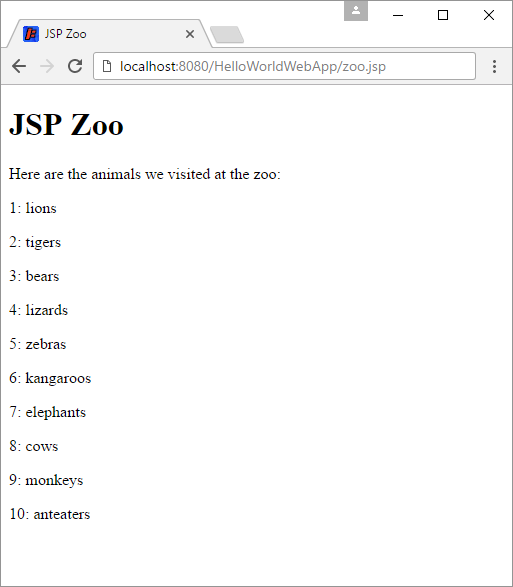 JSP Zoo
localhost:8080/HelloWorldWebApp/zoo.jsp
JSP Zoo
Here are the animals we visited at the zoo:
1: lions
2: tigers
3: bears
4: lizards
5: zebras
6: kangaroos
7: elephants
8: cows
9: monkeys
10: anteaters